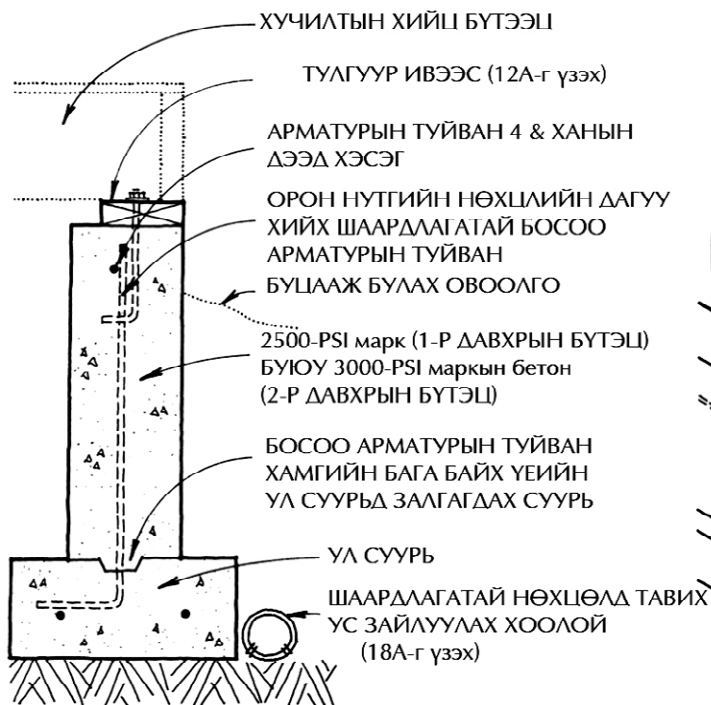 ХУЧИЛТЫН ХИЙЦ БҮТЭЭЦ
ТУЛГУУР ИВЭЭС (12А-г үзэх)
АРМАТУРЫН ТУЙВАН 4 & ХАНЫН
ДЭЭД ХЭСЭГ
ОРОН НУТГИЙН НӨХЦЛИЙН ДАГУУ
ХИЙХ ШААРДЛАГАТАЙ БОСОО
АРМАТУРЫН ТУЙВАН
БУЦААЖ БУЛАХ ОВООЛГО
2500-PSI марк (1-Р ДАВХРЫН БҮТЭЦ)
БУЮУ 3000-PSI маркын бетон
(2-Р ДАВХРЫН БҮТЭЦ)
БОСОО АРМАТУРЫН ТУЙВАН
ХАМГИЙН БАГА БАЙХ ҮЕИЙН
УЛ СУУРЬД ЗАЛГАГДАХ СУУРЬ
УЛ СУУРЬ
ШААРДЛАГАТАЙ НӨХЦӨЛД ТАВИХ
УС ЗАЙЛУУЛАХ ХООЛОЙ
(18А-г үзэх)